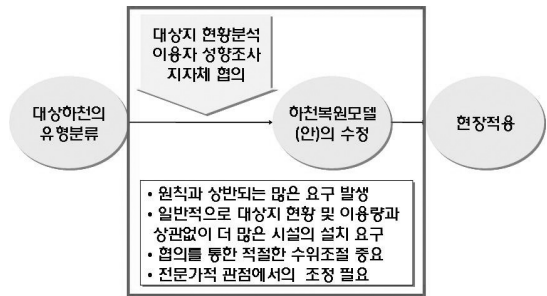 대상지 현황분석
이용자 성향조사
지자체 협의
대상하천의
유형분류
하천복원모델
(안)의 수정
현장적용
• 원칙과 상반되는 많은 요구 발생
• 일반적으로 대상지 현황 및 이용량과
상관없이 더 많은 시설의 설치 요구
• 협의를 통한 적절한 수위조절 중요
• 전문가적 관점에서의 조정 필요